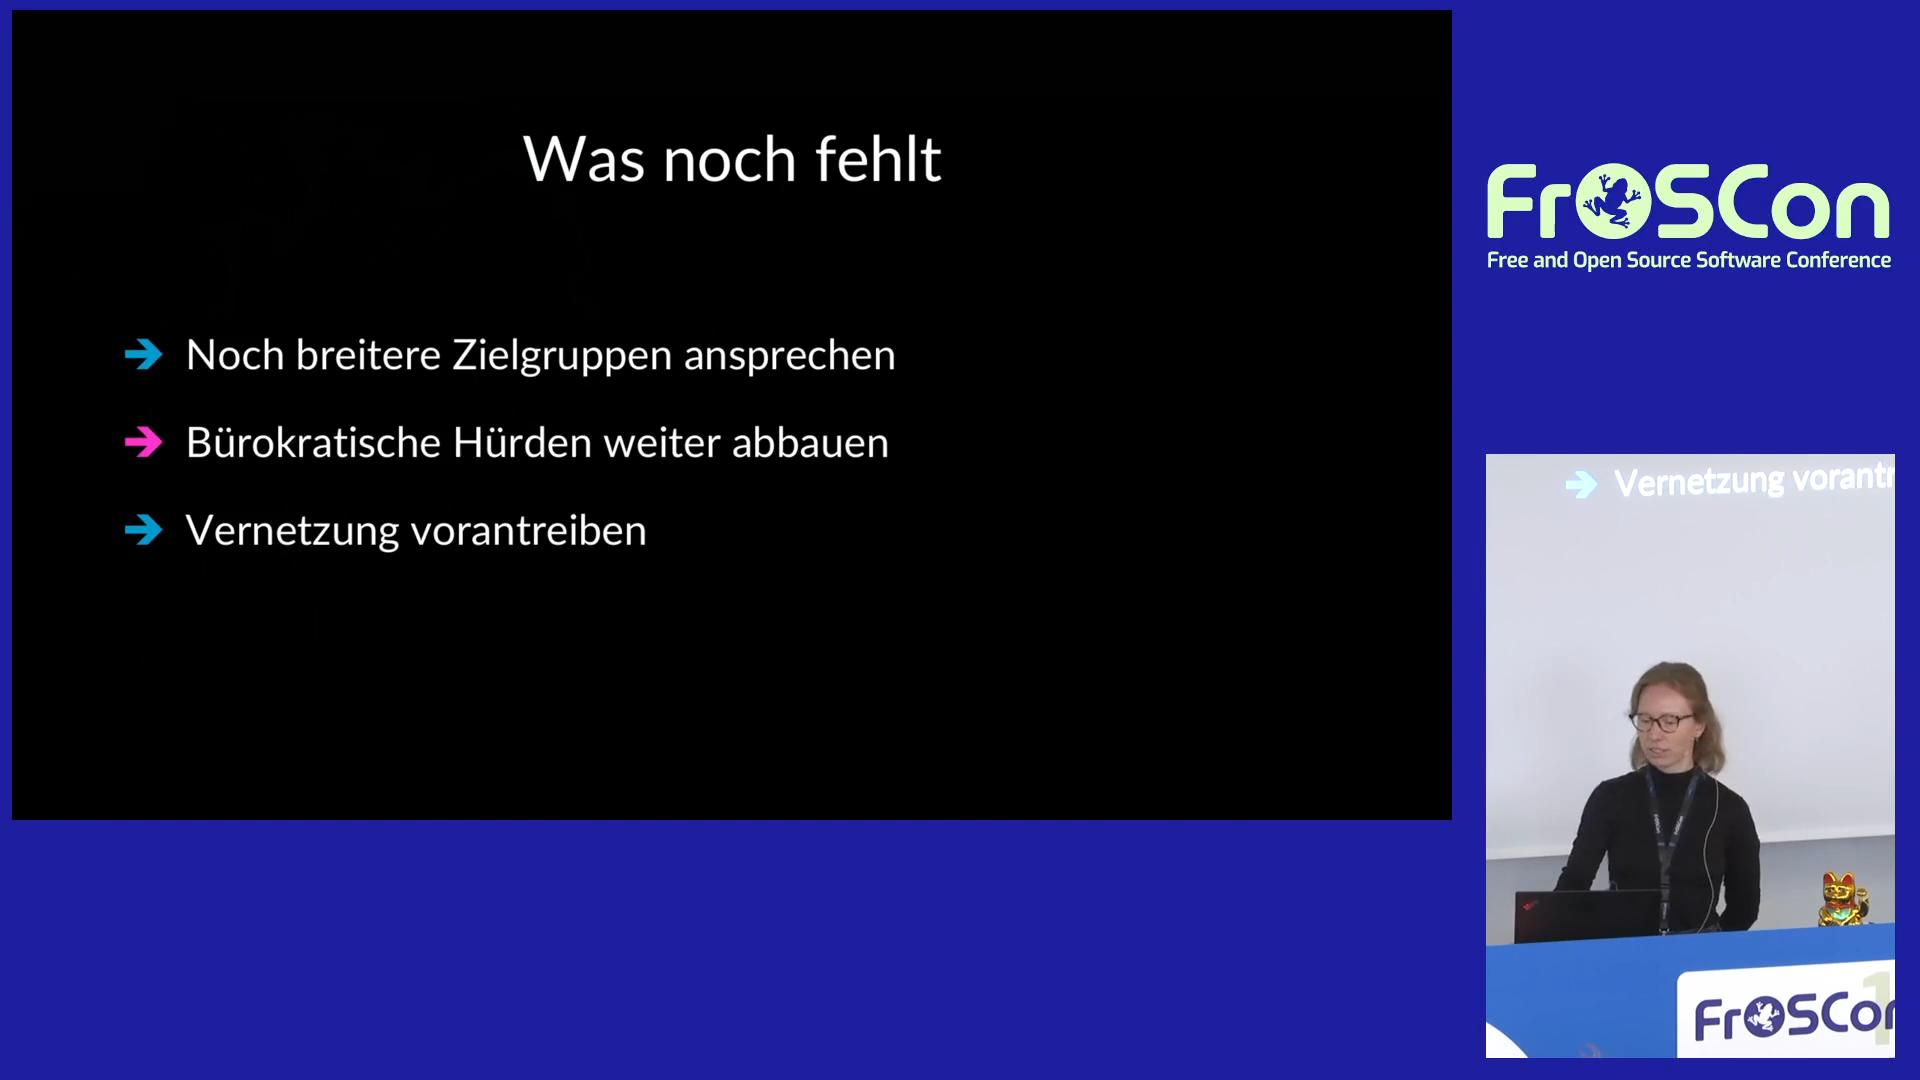 Was noch fehlt
Noch breitere Zielgruppen ansprechen
Bürokratische Hürden weiter abbauen
Vernetzung vorantreiben
FrOSCon
Free and Open Source Software Conference
Vernetzung vorantr
FrOSCon